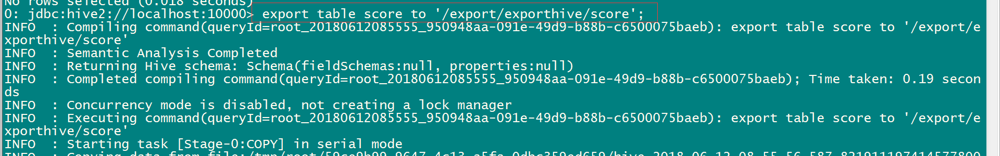 No rows selected (0.018 seconds)
0: jdbc:hive2://localhost:10000> export table score to '/export/exporthive/score';
INFO  : Compiling command(queryId=root_20180612085555_950948aa-091e-49d9-b88b-c6500075baeb): export table score to '/export/e
xporthive/score'
INFO  : Semantic Analysis Completed
INFO  : Returning Hive schema: Schema(fieldSchemas:null, properties:null)
INFO  : Completed compiling command(queryId=root_20180612085555_950948aa-091e-49d9-b88b-c6500075baeb); Time taken: 0.19 secon
ds
INFO  : Concurrency mode is disabled, not creating a lock manager
INFO  : Executing command(queryId=root_20180612085555_950948aa-091e-49d9-b88b-c6500075baeb): export table score to '/export/e
xporthive/score'
INFO  : Starting task [Stage-0:COPY] in serial mode
INFO  : Copying data from